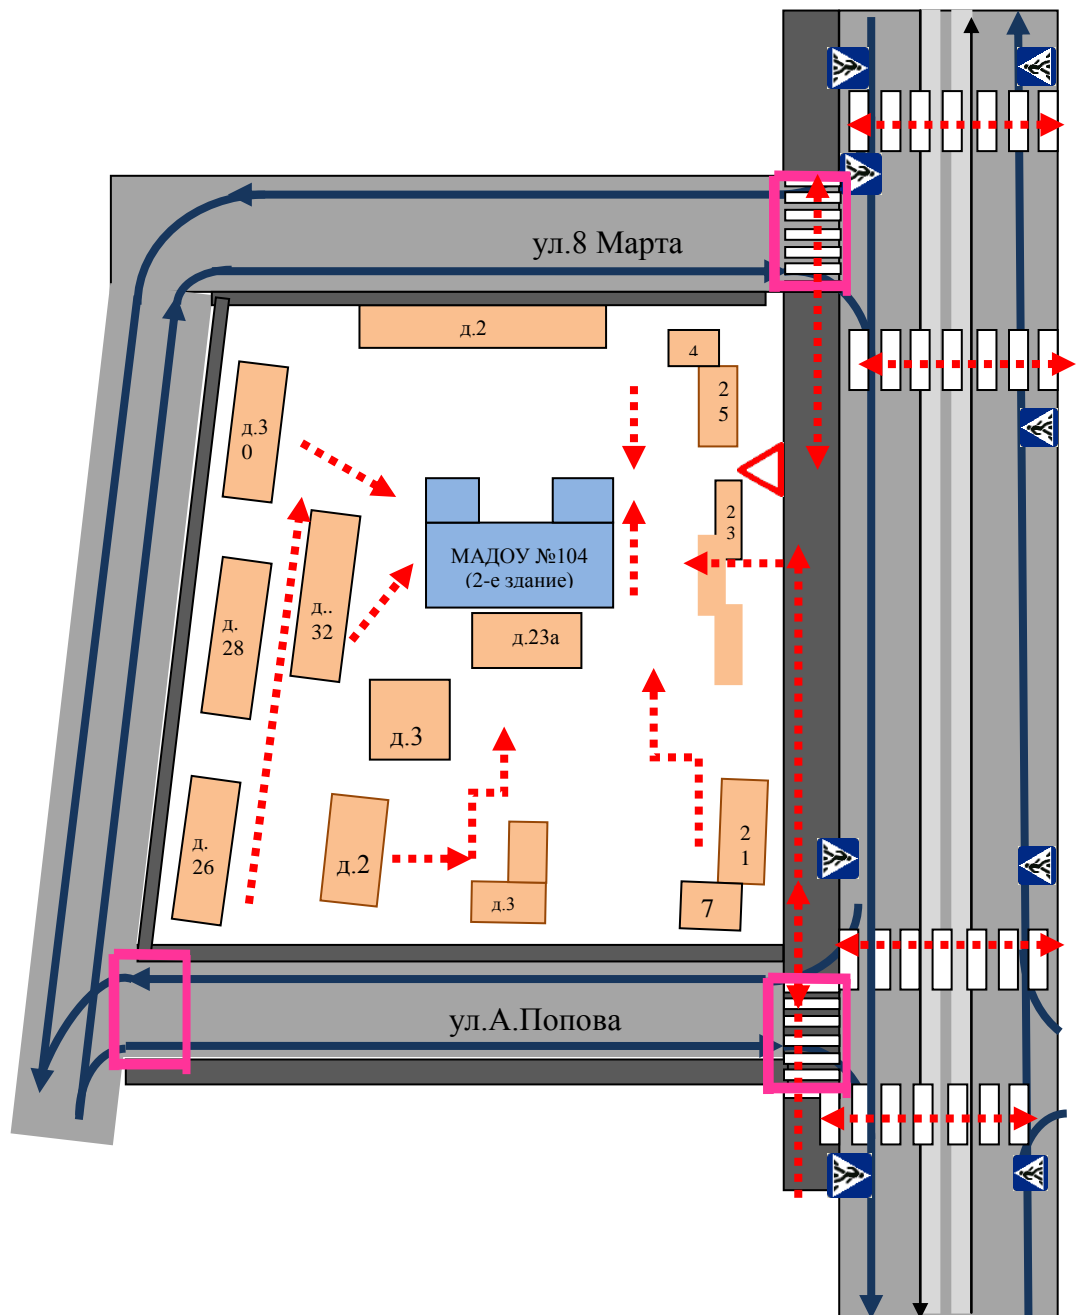 ул.8 Марта
д.2
4
2
5
д.3
0
2
3
МАДОУ №104
(2-е здание)
д..
32
д.
28
д.23а
д.3
2
1
д.
26
д.2
д.3
7
ул.А.Попова